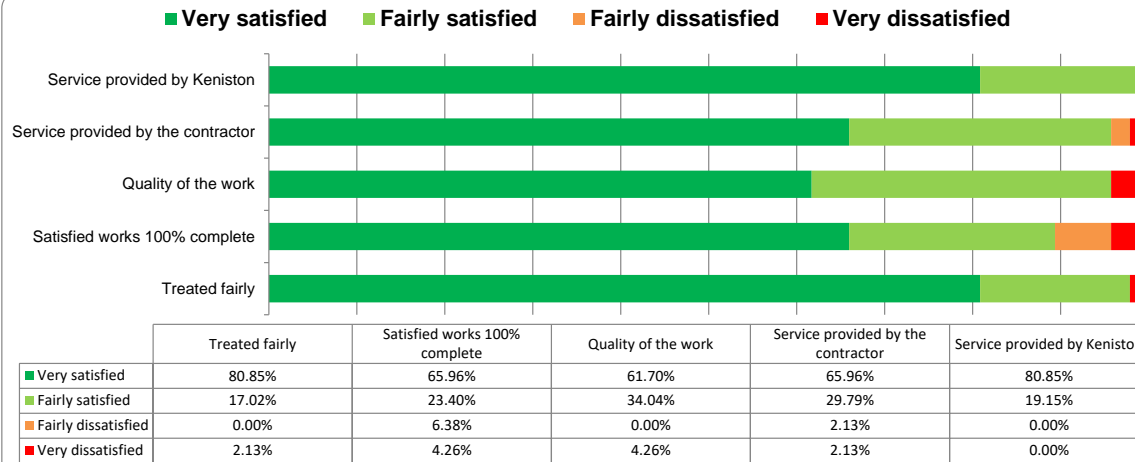 Very satisfied Fairly satisfied Fairly dissatisfied Very dissatisfied
Service provided by Keniston
Service provided by the contractor
Quality of the work
Satisfied works 100% complete
Treated fairly
Treated fairly Satisfied works 100% complete Quality of the work Service provided by the contractor Service provided by Kenisto
Very satisfied 80.85% 65.96% 61.70% 65.96% 80.85%
Fairly satisfied 17.02% 23.40% 34.04% 29.79% 19.15%
Fairly dissatisfied 0.00% 6.38% 0.00% 2.13% 0.00%
Very dissatisfied 2.13% 4.26% 4.26% 2.13% 0.00%